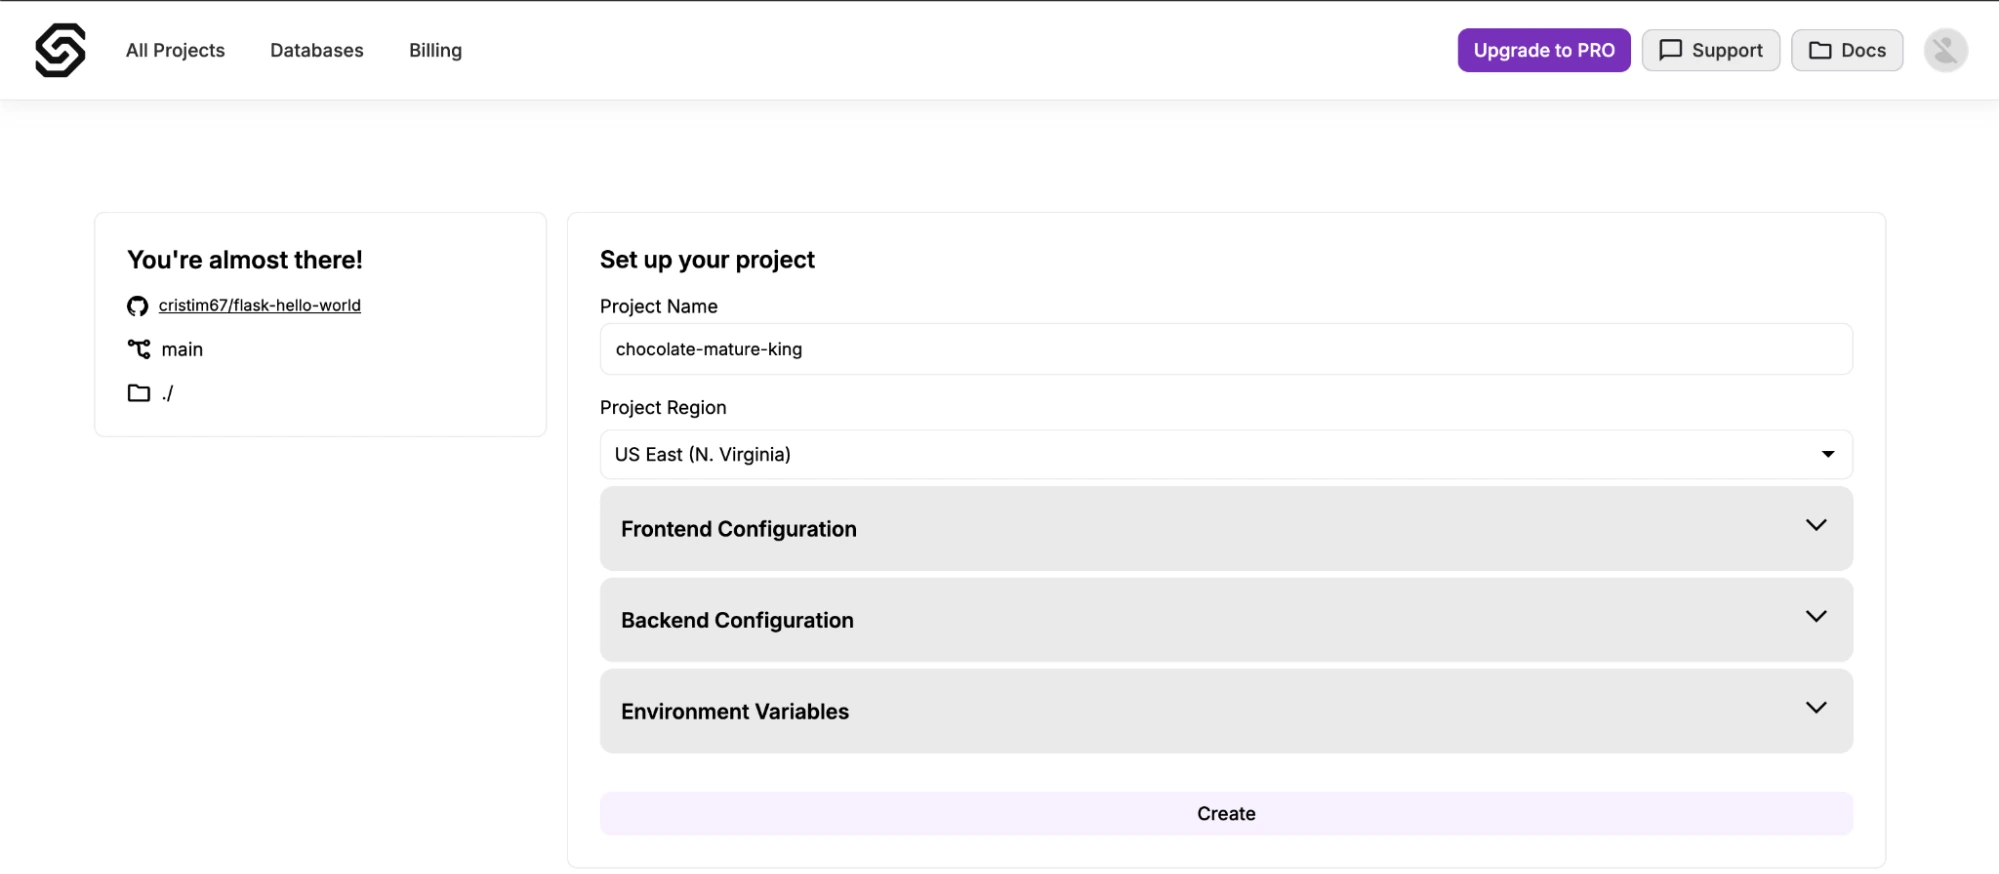 All Projects
Databases
Billing
Upgrade to PRO
Support
Docs
You're almost there!
cristim67/flask-hello-world
main
./
Set up your project
Project Name
chocolate-mature-king
Project Region
US East (N. Virginia)
Frontend Configuration
Backend Configuration
Environment Variables
Create